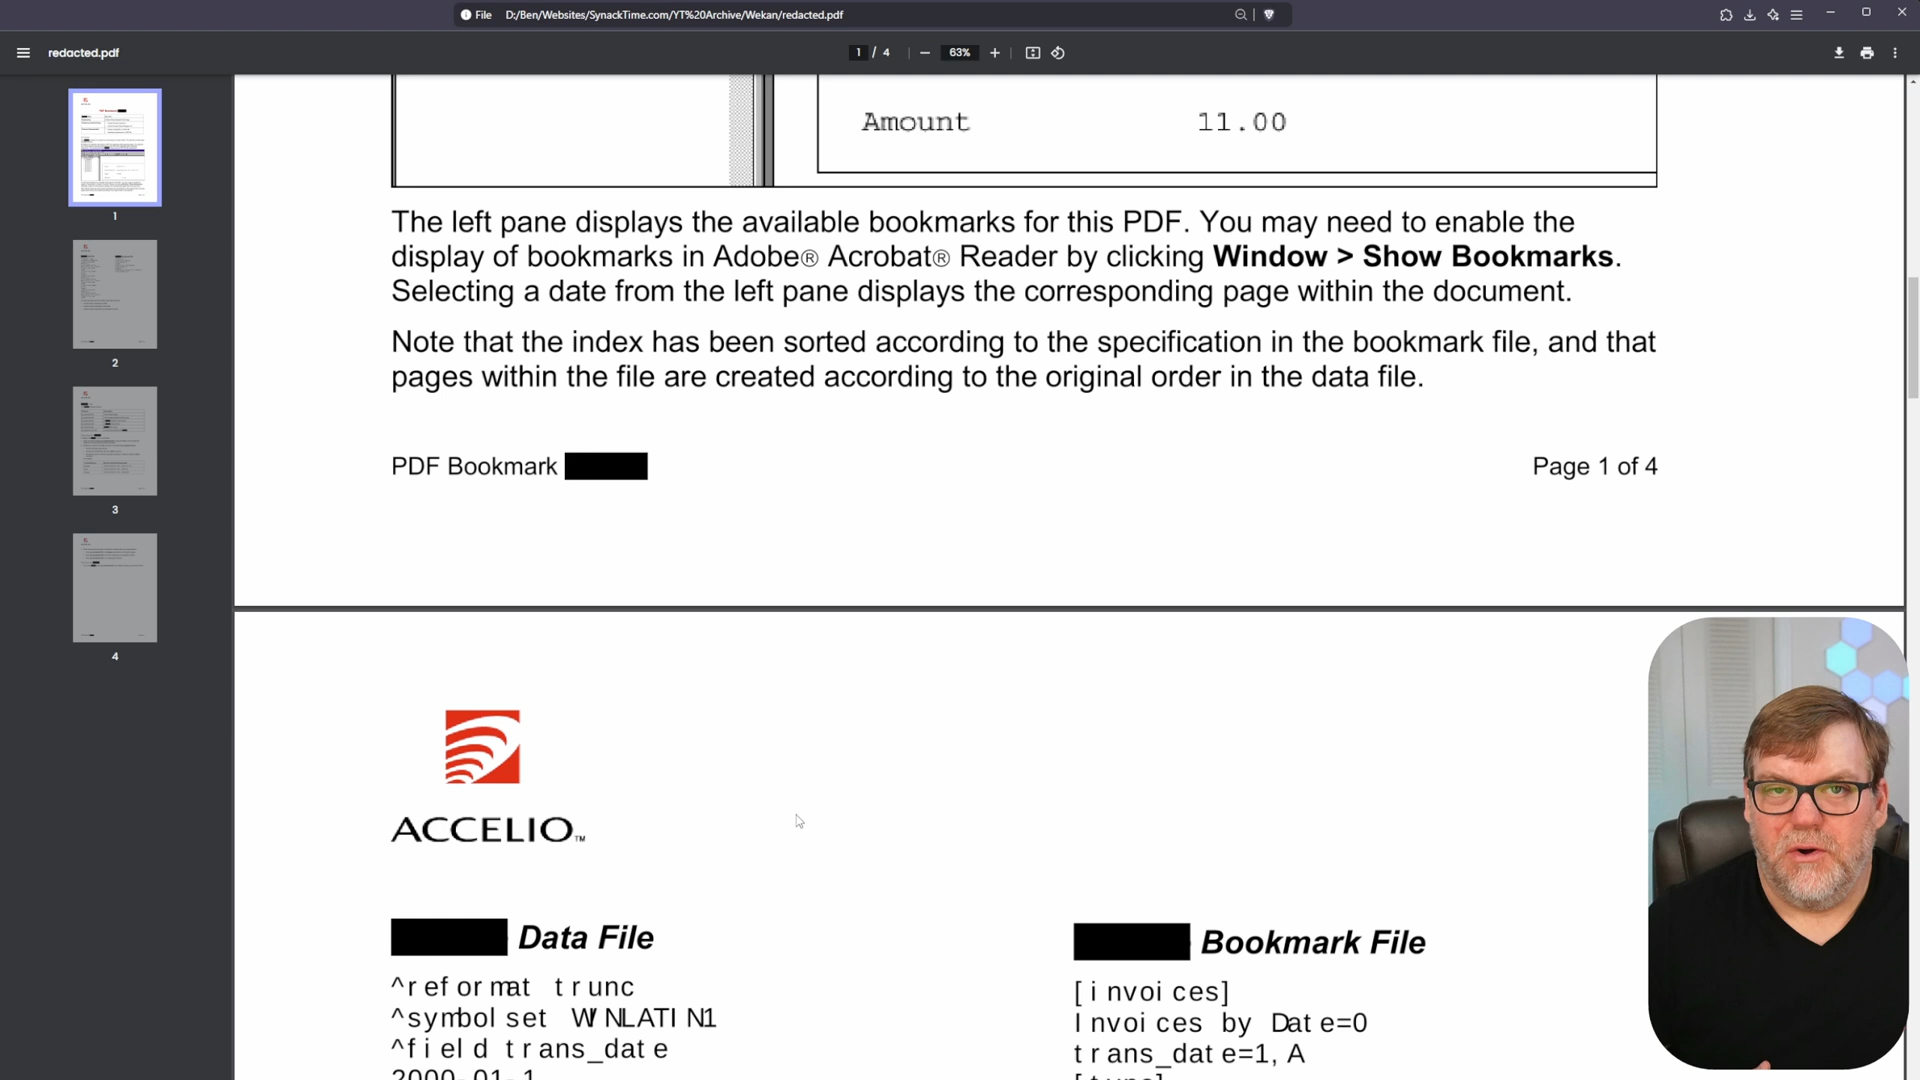 File D:/Ben/Websites/SynackTime.com/YT%20Archive/Wekan/redacted.pdf
redacted.pdf
1 / 4
63%
1
2
3
4
Amount 11.00
The left pane displays the available bookmarks for this PDF. You may need to enable the
display of bookmarks in Adobe® Acrobat® Reader by clicking Window > Show Bookmarks.
Selecting a date from the left pane displays the corresponding page within the document.
Note that the index has been sorted according to the specification in the bookmark file, and that
pages within the file are created according to the original order in the data file.
PDF Bookmark
Page 1 of 4
ACCELIO™
Data File
^reformat trunc
^symbolset WINLATIN1
^field trans_date
2000-01-1
Bookmark File
[invoices]
Invoices by Date=0
trans_date=1,A
[type]